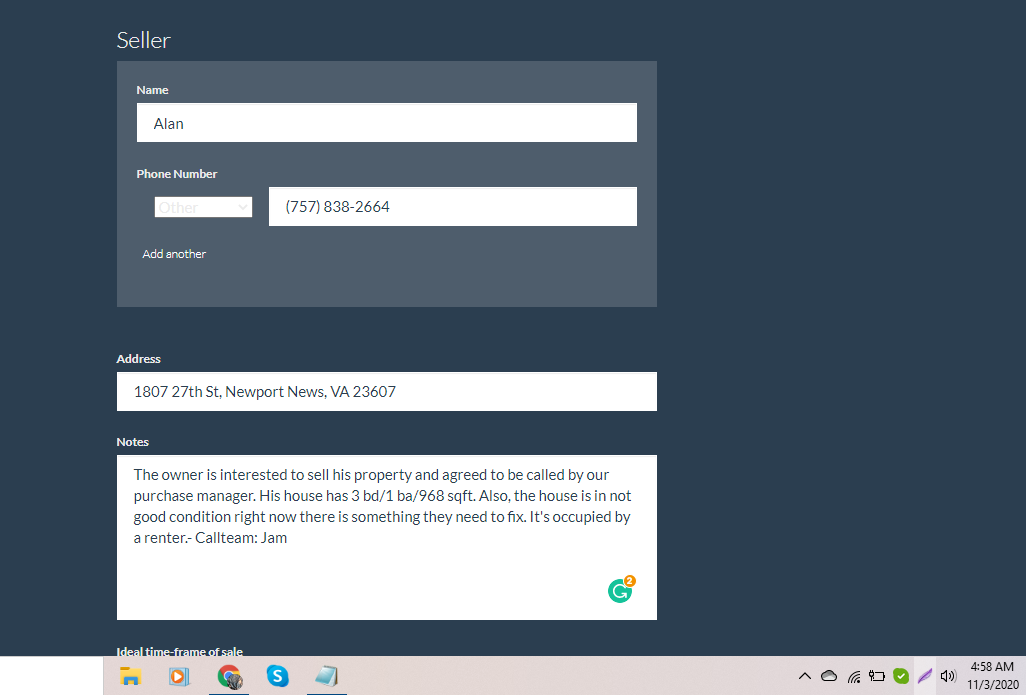 Seller
Name
Alan
Phone Number
Other
(757) 838-2664
Add another
Address
1807 27th St, Newport News, VA 23607
Notes
The owner is interested to sell his property and agreed to be called by our
purchase manager. His house has 3 bd/1 ba/968 sqft. Also, the house is in not
good condition right now there is something they need to fix. It's occupied by
a renter.- Callteam: Jam
2
Ideal time-frame of sale
4:58 AM
11/3/2020